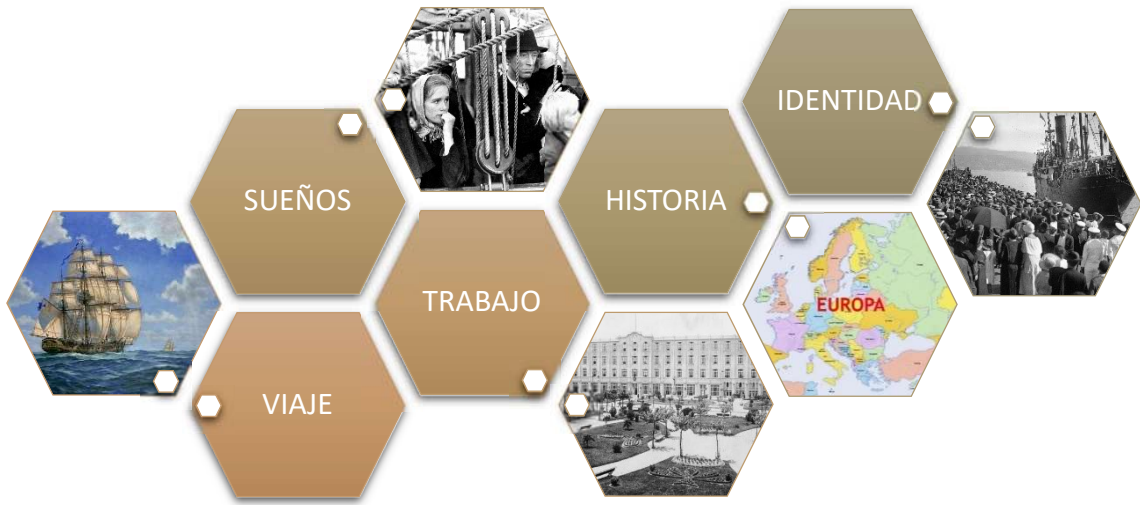 IDENTIDAD
SUEÑOS
HISTORIA
TRABAJO
EUROPA
VIAJE